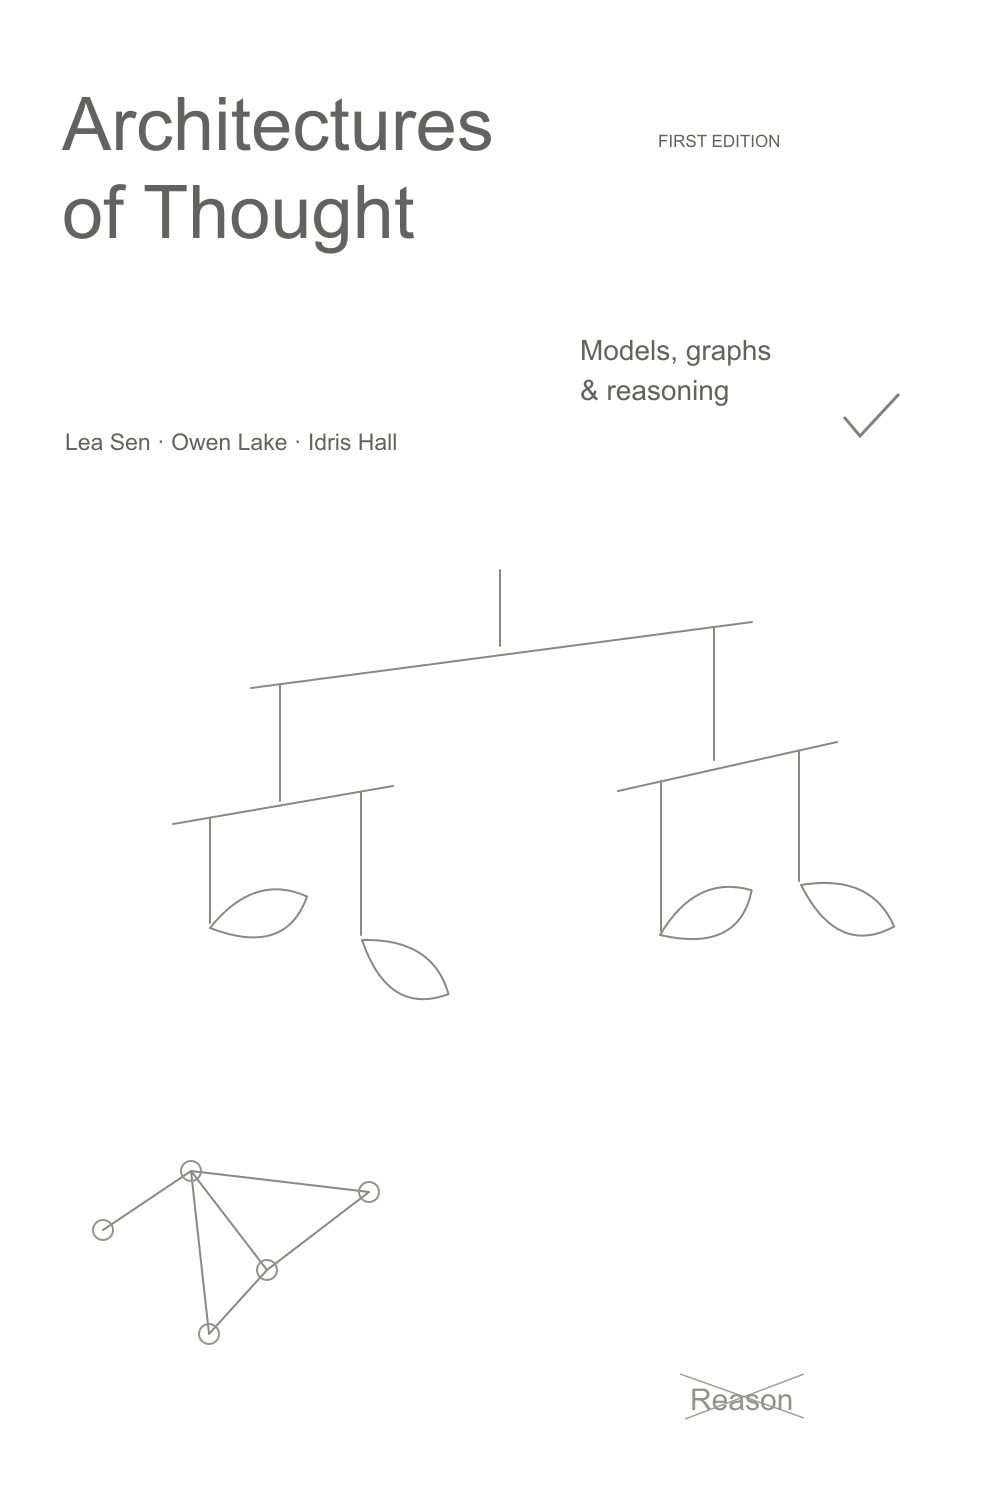 Architectures
of Thought
FIRST EDITION
Models, graphs
& reasoning
Lea Sen · Owen Lake · Idris Hall
Reason